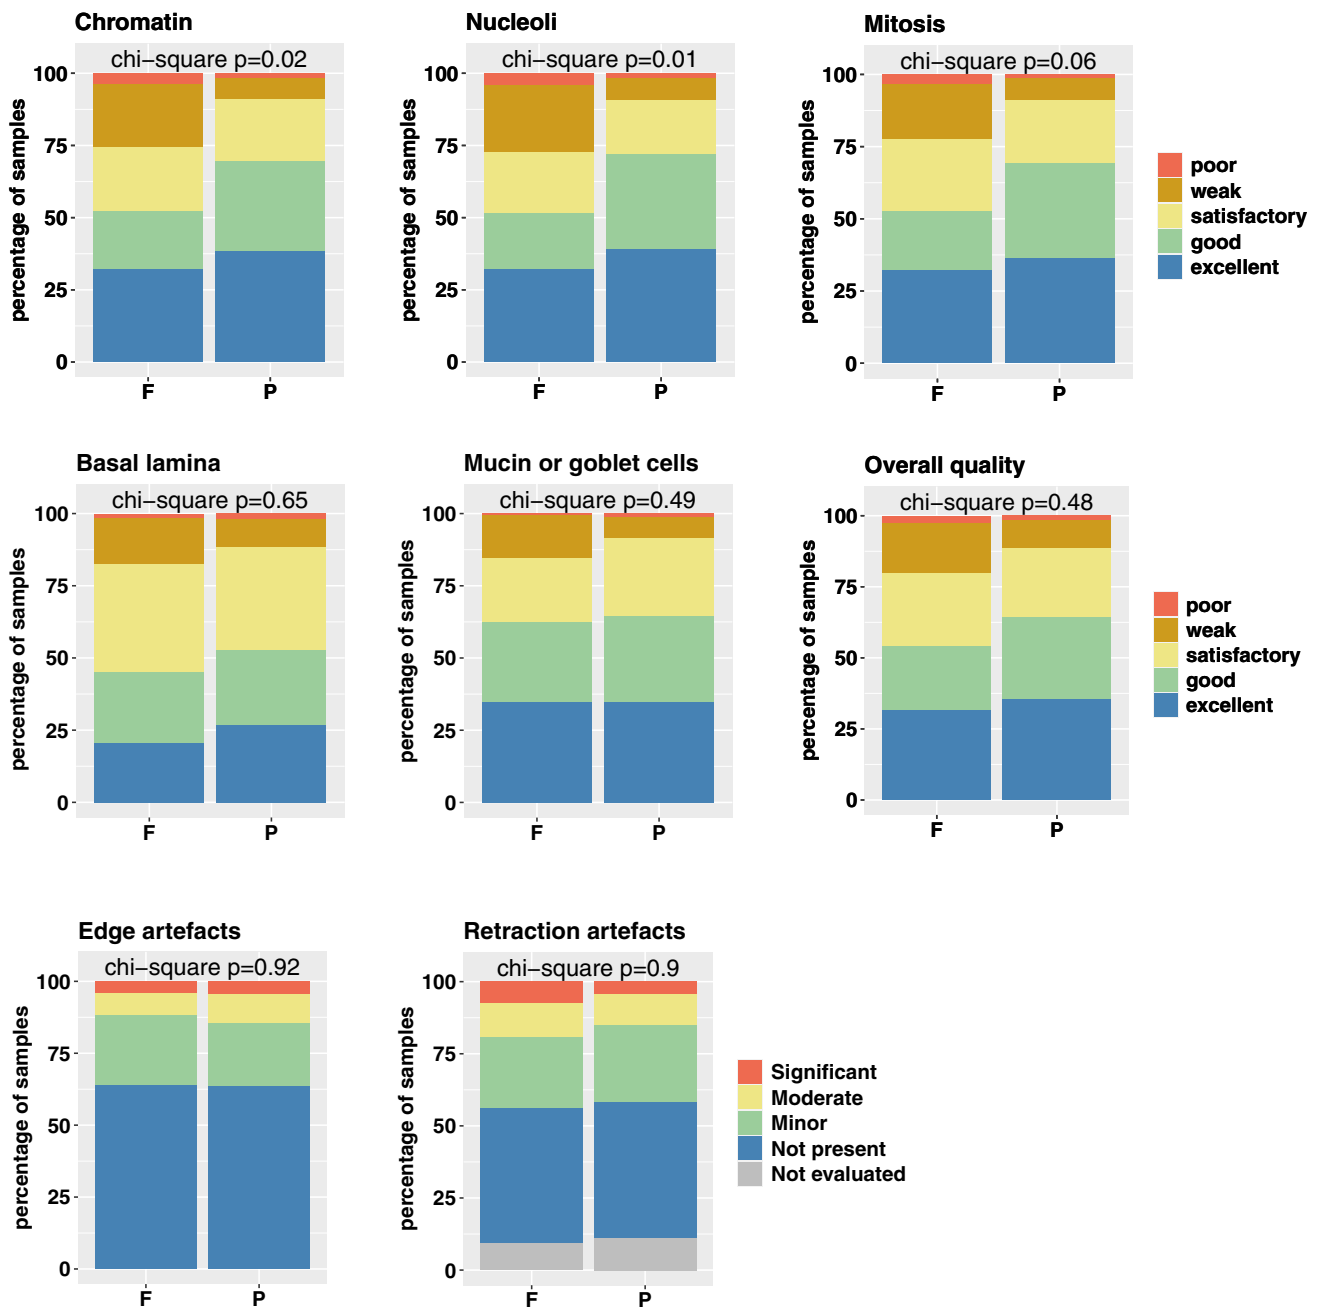 Chromatin
chi-square p=0.02
percentage of samples
100
75
50
25
0
F P
Nucleoli
chi-square p=0.01
percentage of samples
100
75
50
25
0
F P
Mitosis
chi-square p=0.06
percentage of samples
100
75
50
25
0
F P
poor
weak
satisfactory
good
excellent
Basal lamina
chi-square p=0.65
percentage of samples
100
75
50
25
0
F P
Mucin or goblet cells
chi-square p=0.49
percentage of samples
100
75
50
25
0
F P
Overall quality
chi-square p=0.48
percentage of samples
100
75
50
25
0
F P
poor
weak
satisfactory
good
excellent
Edge artefacts
chi-square p=0.92
percentage of samples
100
75
50
25
0
F P
Retraction artefacts
chi-square p=0.9
percentage of samples
100
75
50
25
0
F P
Significant
Moderate
Minor
Not present
Not evaluated